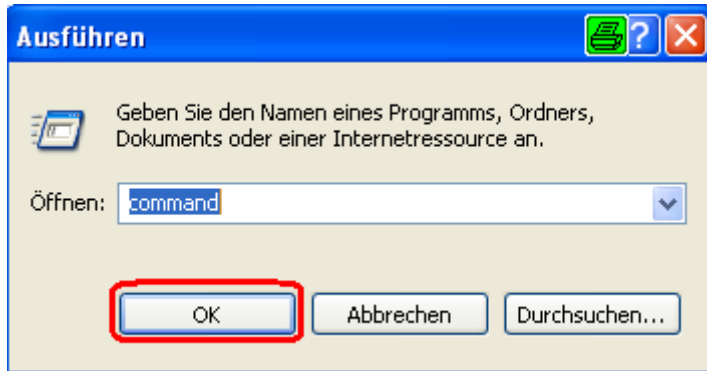 Ausführen
?
Geben Sie den Namen eines Programms, Ordners,
Dokuments oder einer Internetressource an.
Öffnen: command
OK Abbrechen Durchsuchen...